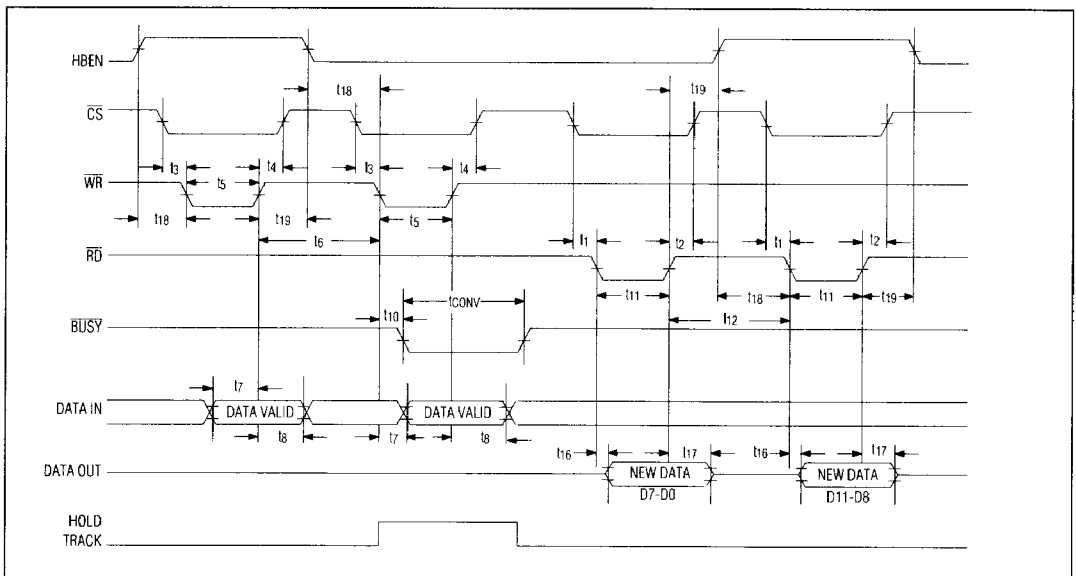 HBEN
t18 t19
CS
t3 t4 t3 t4
WR t5
t18 t19 t5
t6 t1 t2 t1 t2
RD
t11 t18 t11 t19
tCONV
t10 t12
BUSY
t7
DATA IN DATA VALID DATA VALID
t8 t7 t8
t16 t17 t16 t17
DATA OUT NEW DATA NEW DATA
D7-D0 D11-D8
HOLD
TRACK